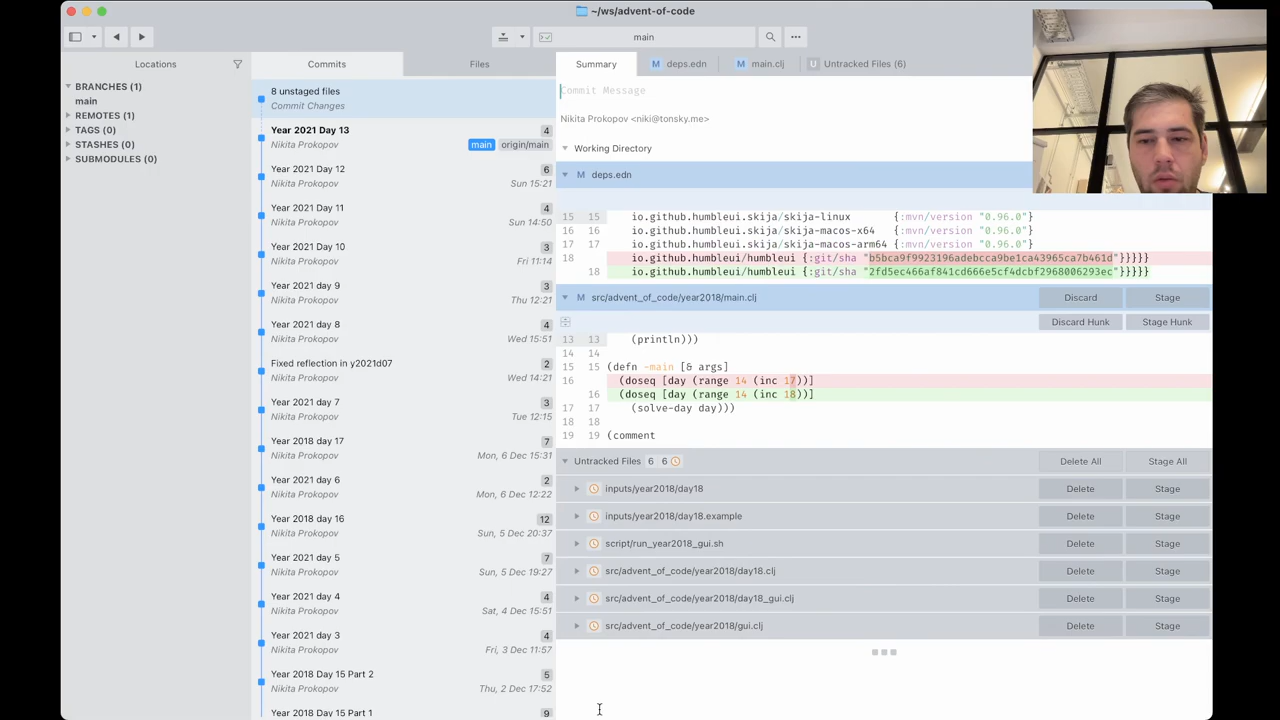 ~/ws/advent-of-code
main
Locations
Commits
Files
Summary
deps.edn
main.clj
Untracked Files (6)
BRANCHES (1)
main
REMOTES (1)
TAGS (0)
STASHES (0)
SUBMODULES (0)
8 unstaged files
Commit Changes
Year 2021 Day 13 4
Nikita Prokopov main origin/main
Year 2021 Day 12 6
Nikita Prokopov Sun 15:21
Year 2021 Day 11 4
Nikita Prokopov Sun 14:50
Year 2021 Day 10 3
Nikita Prokopov Fri 11:14
Year 2021 day 9 3
Nikita Prokopov Thu 12:21
Year 2021 day 8 4
Nikita Prokopov Wed 15:51
Fixed reflection in y2021d07 2
Nikita Prokopov Wed 14:21
Year 2021 day 7 3
Nikita Prokopov Tue 12:15
Year 2018 day 17 7
Nikita Prokopov Mon, 6 Dec 15:31
Year 2021 day 6 2
Nikita Prokopov Mon, 6 Dec 12:22
Year 2018 day 16 12
Nikita Prokopov Sun, 5 Dec 20:37
Year 2021 day 5 7
Nikita Prokopov Sun, 5 Dec 19:27
Year 2021 day 4 4
Nikita Prokopov Sat, 4 Dec 15:51
Year 2021 day 3 4
Nikita Prokopov Fri, 3 Dec 11:57
Year 2018 Day 15 Part 2 5
Nikita Prokopov Thu, 2 Dec 17:52
Year 2018 Day 15 Part 1 9
Commit Message
Nikita Prokopov <niki@tonsky.me>
Working Directory
M deps.edn
15 15 io.github.humbleui.skija/skija-linux {:mvn/version "0.96.0"}
16 16 io.github.humbleui.skija/skija-macos-x64 {:mvn/version "0.96.0"}
17 17 io.github.humbleui.skija/skija-macos-arm64 {:mvn/version "0.96.0"}
18 io.github.humbleui/humbleui {:git/sha "b5bca9f9923196adebcca9be1ca43965ca7b461d"}}}}}
18 io.github.humbleui/humbleui {:git/sha "2fd5ec466af841cd666e5cf4dcbf2968006293ec"}}}}}
M src/advent_of_code/year2018/main.clj Discard Stage
Discard Hunk Stage Hunk
13 13 (println)))
14 14
15 15 (defn -main [& args]
16 (doseq [day (range 14 (inc 17))]
16 (doseq [day (range 14 (inc 18))]
17 17 (solve-day day)))
18 18
19 19 (comment
Untracked Files 6 6 Delete All Stage All
inputs/year2018/day18 Delete Stage
inputs/year2018/day18.example Delete Stage
script/run_year2018_gui.sh Delete Stage
src/advent_of_code/year2018/day18.clj Delete Stage
src/advent_of_code/year2018/day18_gui.clj Delete Stage
src/advent_of_code/year2018/gui.clj Delete Stage